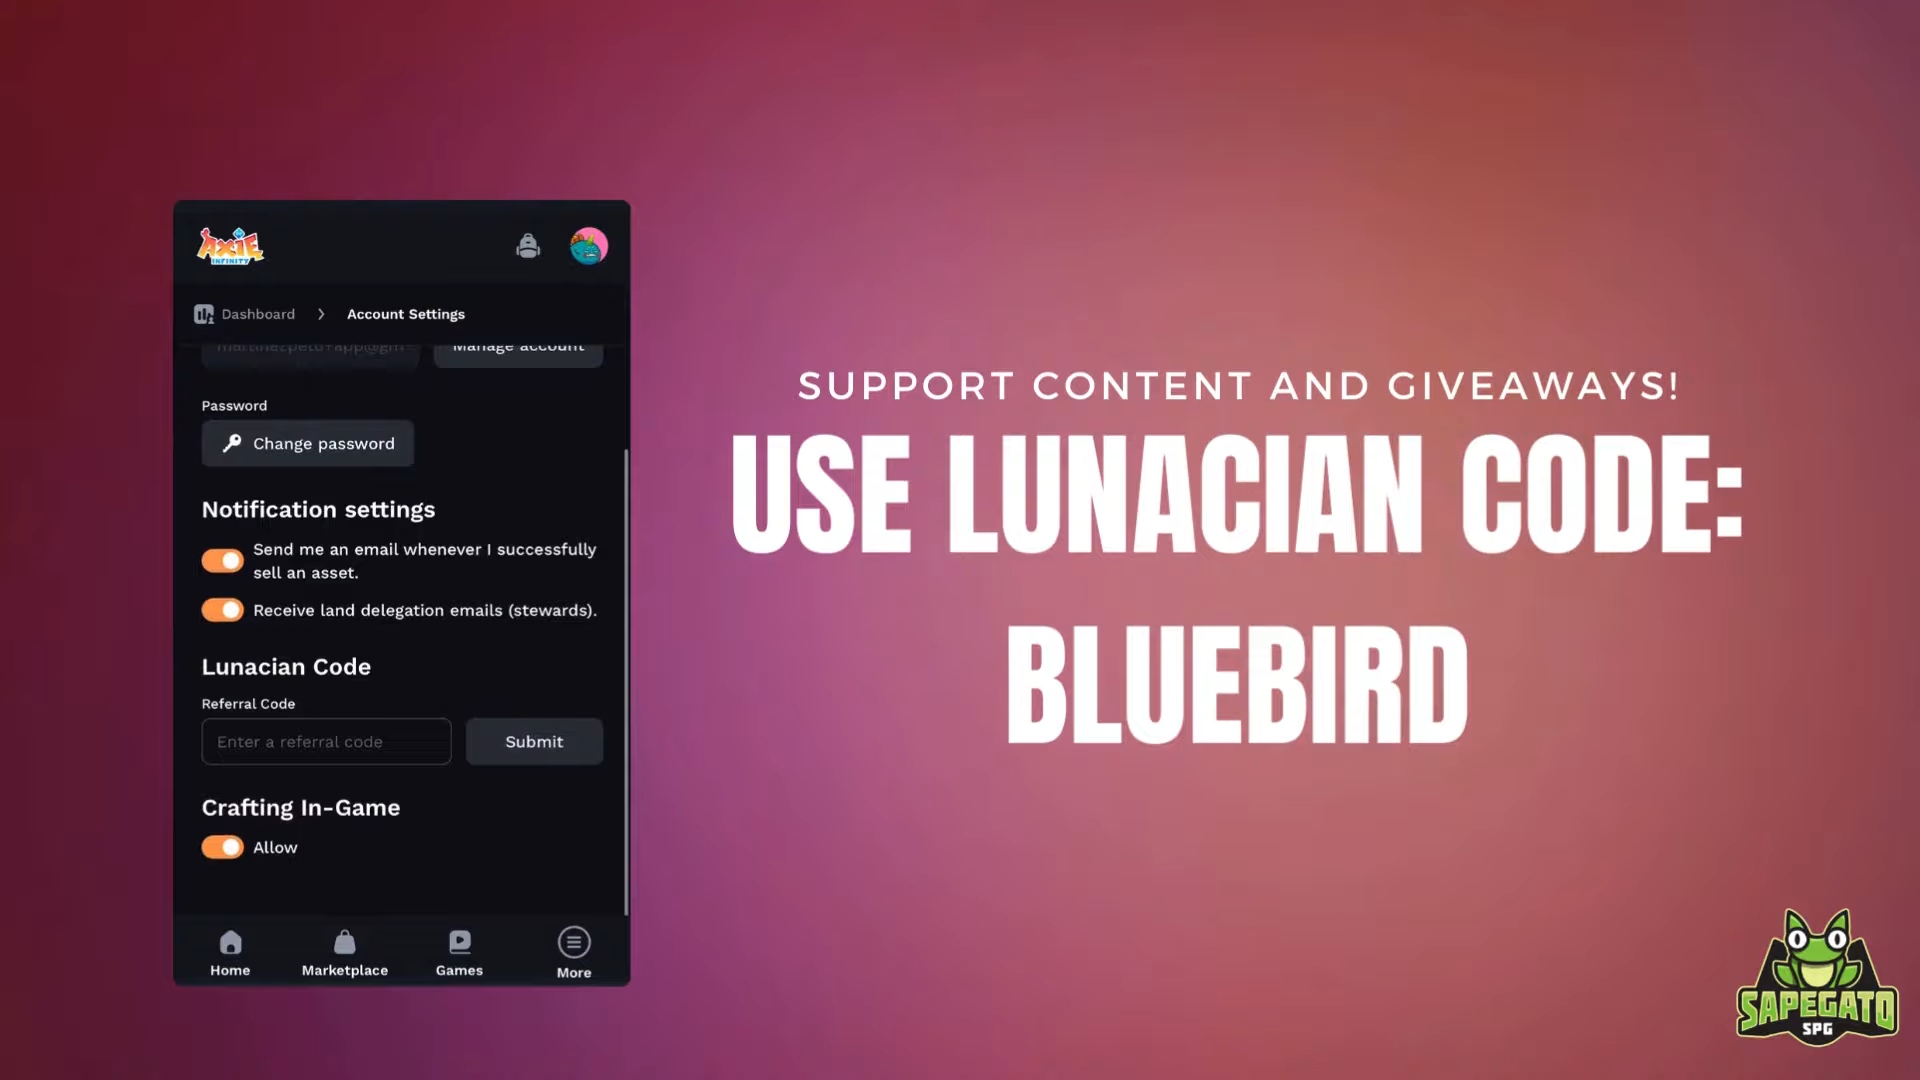 AXIE
INFINITY
Dashboard
Account Settings
Manage account
Password
Change password
Notification settings
Send me an email whenever I successfully
sell an asset.
Receive land delegation emails (stewards).
Lunacian Code
Referral Code
Enter a referral code
Submit
Crafting In-Game
Allow
Home
Marketplace
Games
More
SUPPORT CONTENT AND GIVEAWAYS!
USE LUNACIAN CODE:
BLUEBIRD
SAPEGATO
SPG